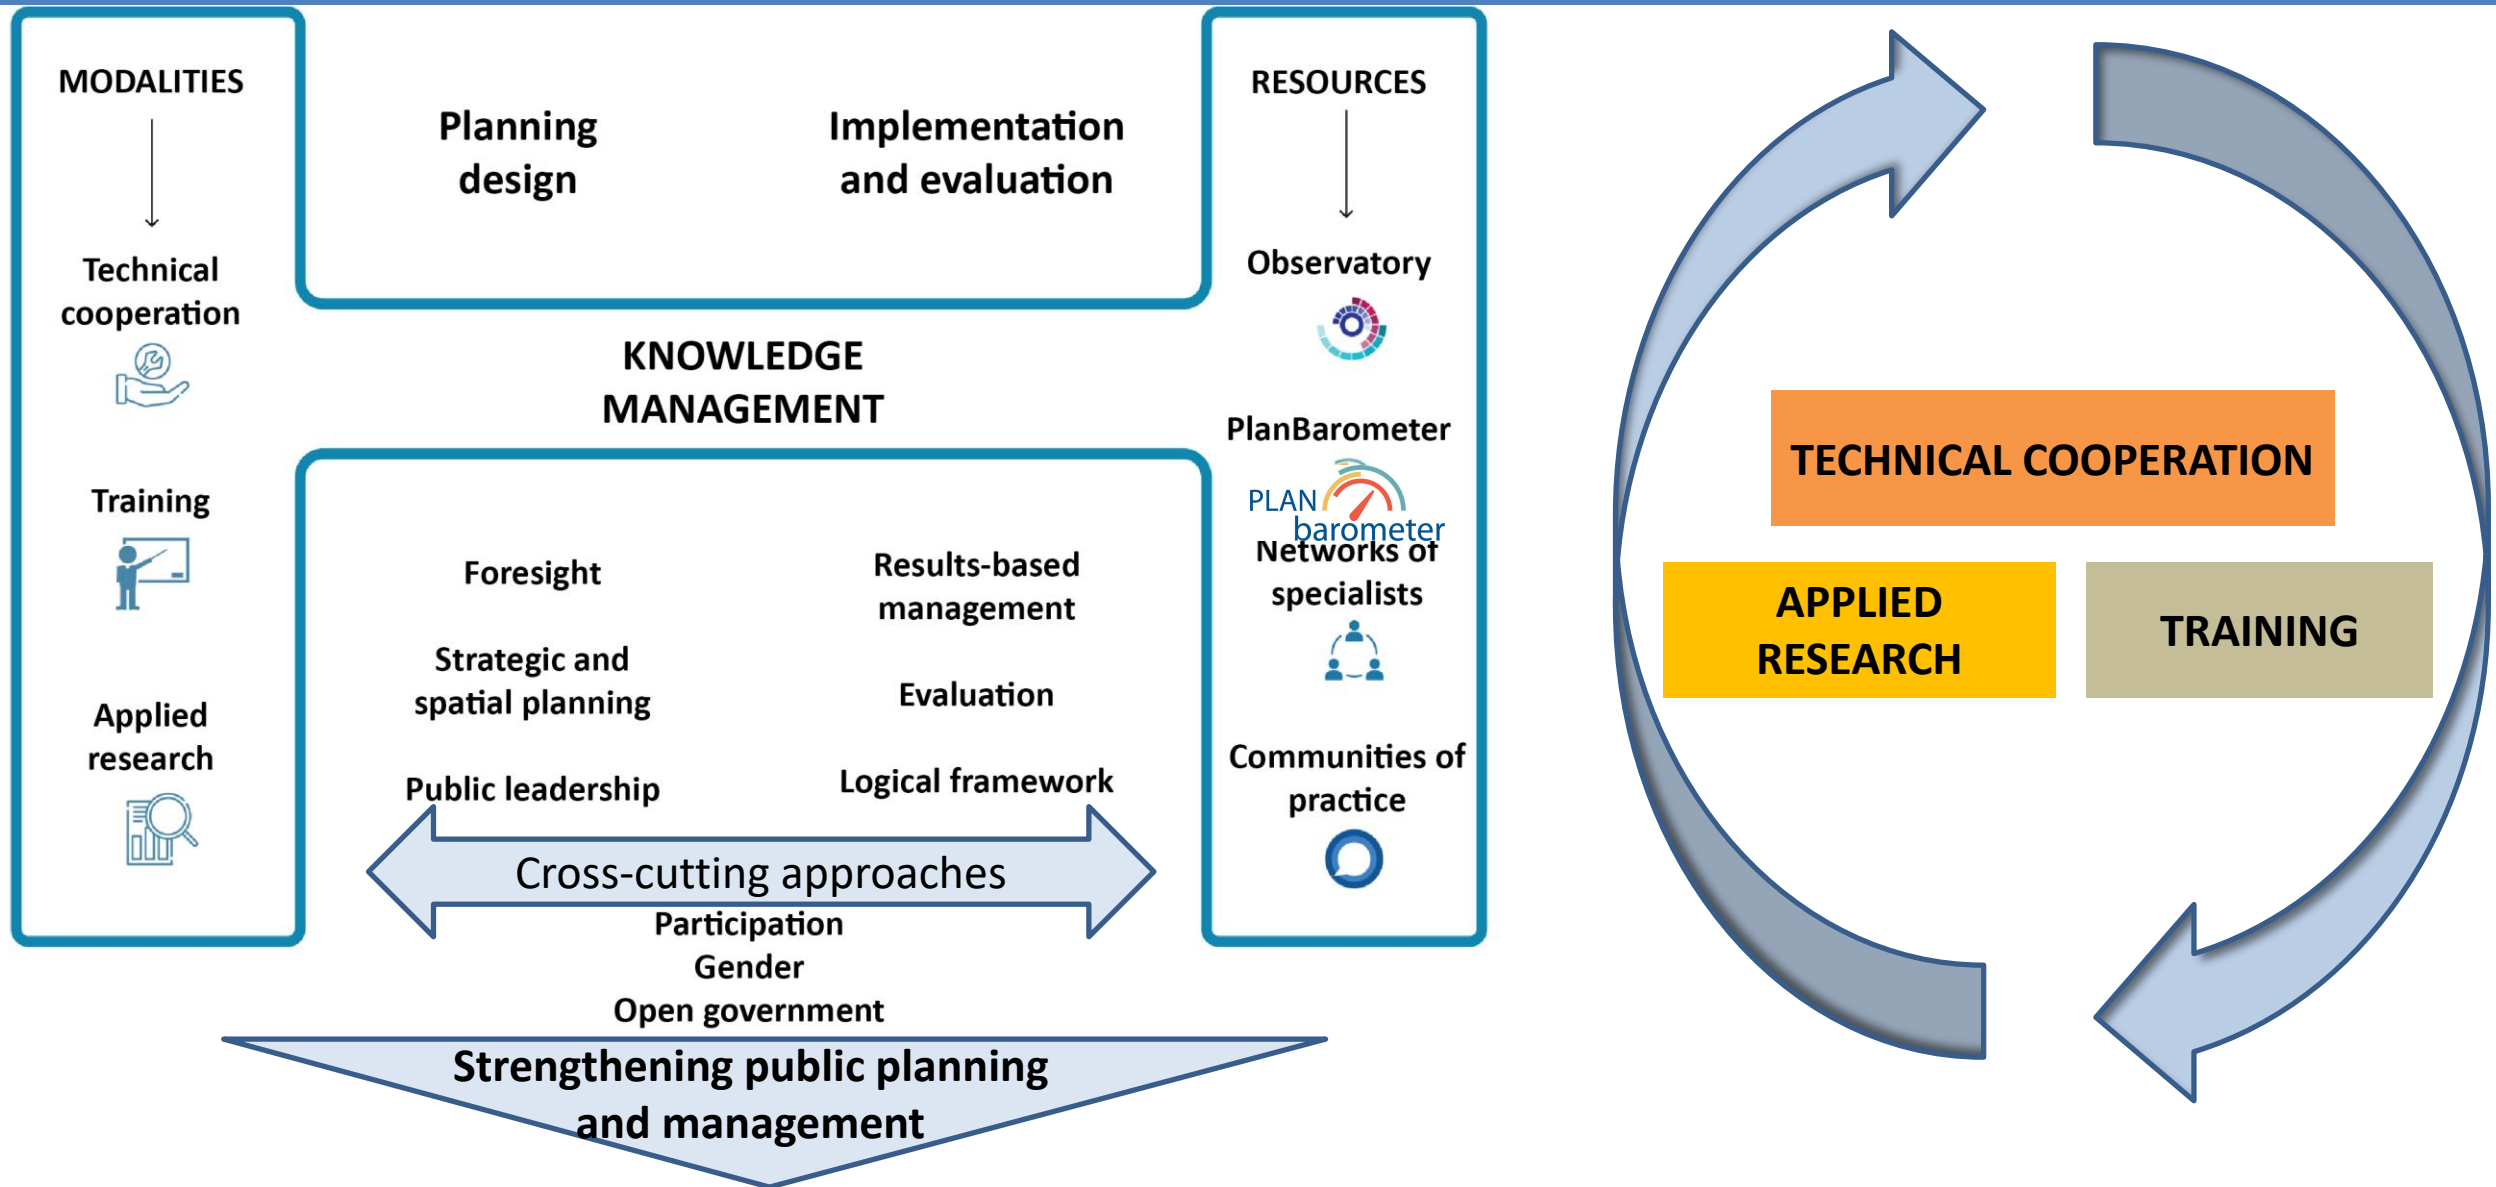 MODALITIES
Technical
cooperation
Training
Applied
research
Planning
design
Implementation
and evaluation
KNOWLEDGE
MANAGEMENT
Foresight
Strategic and
spatial planning
Public leadership
Results-based
management
Evaluation
Logical framework
Cross-cutting approaches
Participation
Gender
Open government
Strengthening public planning
and management
RESOURCES
Observatory
PlanBarometer
PLAN
barometer
Networks of
specialists
Communities of
practice
TECHNICAL COOPERATION
APPLIED
RESEARCH
TRAINING